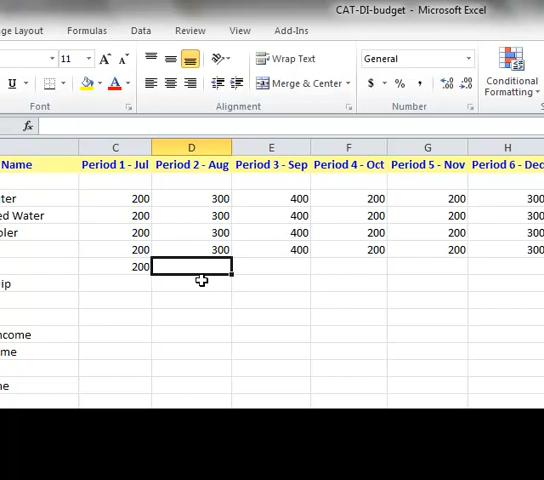 CAT-DI-budget - Microsoft Excel
ge Layout Formulas Data Review View Add-Ins
11 Wrap Text General
U Merge & Center $ % , Conditional
Formatting
Font Alignment Number
fx
C D E F G H
Name Period 1 - Jul Period 2 - Aug Period 3 - Sep Period 4 - Oct Period 5 - Nov Period 6 - Dec
ter 200 300 400 200 200 300
ed Water 200 300 400 200 200 300
oler 200 300 400 200 200 300
200 300 400 200 200 300
200
ip
ncome
me
ne